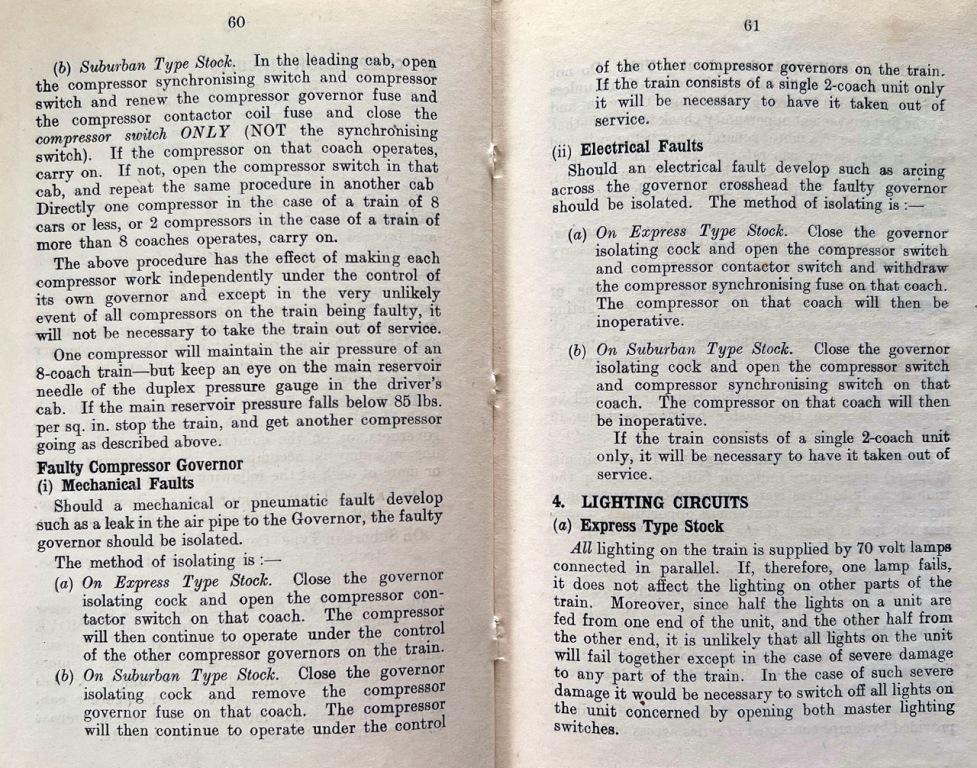 60
(b) Suburban Type Stock. In the leading cab, open
the compressor synchronising switch and compressor
switch and renew the compressor governor fuse and
the compressor contactor coil fuse and close the
compressor switch ONLY (NOT the synchronising
switch). If the compressor on that coach operates,
carry on. If not, open the compressor switch in that
cab, and repeat the same procedure in another cab
Directly one compressor in the case of a train of 8
cars or less, or 2 compressors in the case of a train of
more than 8 coaches operates, carry on.
The above procedure has the effect of making each
compressor work independently under the control of
its own governor and except in the very unlikely
event of all compressors on the train being faulty, it
will not be necessary to take the train out of service.
One compressor will maintain the air pressure of an
8-coach train—but keep an eye on the main reservoir
needle of the duplex pressure gauge in the driver's
cab. If the main reservoir pressure falls below 85 lbs.
per sq. in. stop the train, and get another compressor
going as described above.
Faulty Compressor Governor
(i) Mechanical Faults
Should a mechanical or pneumatic fault develop
such as a leak in the air pipe to the Governor, the faulty
governor should be isolated.
The method of isolating is :—
(a) On Express Type Stock. Close the governor
isolating cock and open the compressor con-
tactor switch on that coach. The compressor
will then continue to operate under the control
of the other compressor governors on the train.
(b) On Suburban Type Stock. Close the governor
isolating cock and remove the compressor
governor fuse on that coach. The compressor
will then continue to operate under the control
61
of the other compressor governors on the train.
If the train consists of a single 2-coach unit only
it will be necessary to have it taken out of
service.
(ii) Electrical Faults
Should an electrical fault develop such as arcing
across the governor crosshead the faulty governor
should be isolated. The method of isolating is :—
(a) On Express Type Stock. Close the governor
isolating cock and open the compressor switch
and compressor contactor switch and withdraw
the compressor synchronising fuse on that coach.
The compressor on that coach will then be
inoperative.
(b) On Suburban Type Stock. Close the governor
isolating cock and open the compressor switch
and compressor synchronising switch on that
coach. The compressor on that coach will then
be inoperative.
If the train consists of a single 2-coach unit
only, it will be necessary to have it taken out of
service.
4. LIGHTING CIRCUITS
(a) Express Type Stock
All lighting on the train is supplied by 70 volt lamps
connected in parallel. If, therefore, one lamp fails,
it does not affect the lighting on other parts of the
train. Moreover, since half the lights on a unit are
fed from one end of the unit, and the other half from
the other end, it is unlikely that all lights on the unit
will fail together except in the case of severe damage
to any part of the train. In the case of such severe
damage it would be necessary to switch off all lights on
the unit concerned by opening both master lighting
switches.